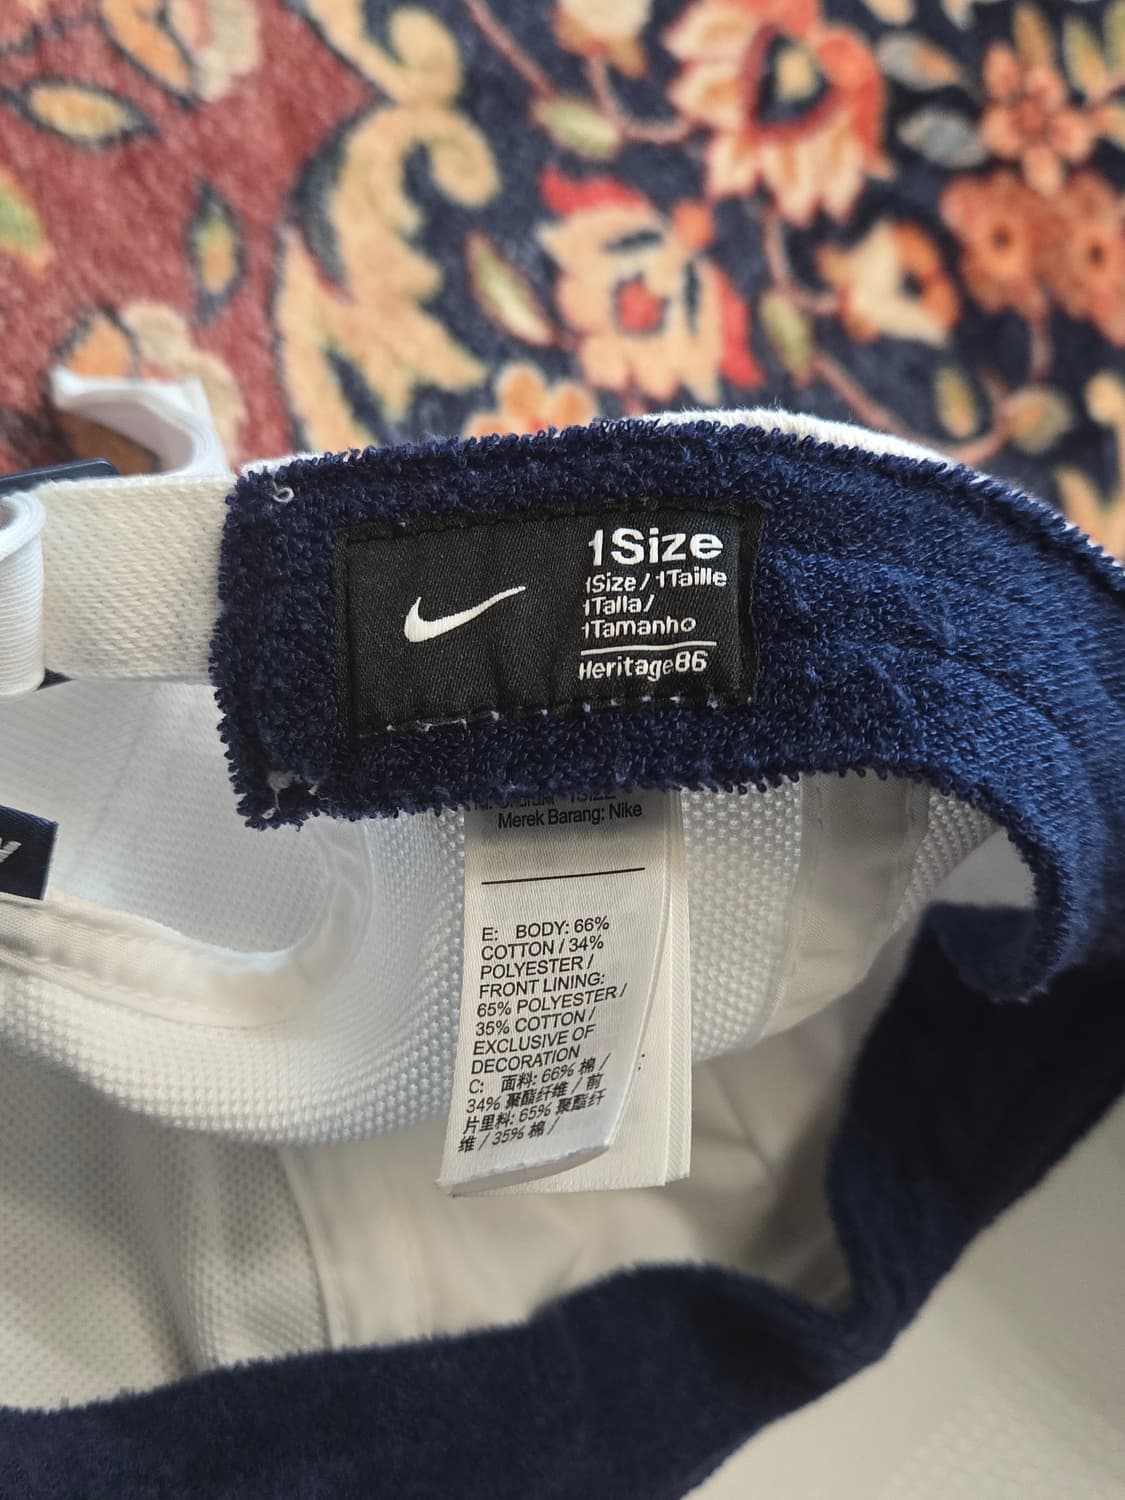 1Size
1Size / 1Taille
1Talla/
1Tamanho
Heritage86
Merek Barang: Nike
E: BODY: 66%
COTTON / 34%
POLYESTER /
FRONT LINING:
65% POLYESTER /
35% COTTON /
EXCLUSIVE OF
DECORATION
C: 面料: 66% 棉 /
34% 聚酯纤维 / 前
片里料: 65% 聚酯纤
维 / 35% 棉 /